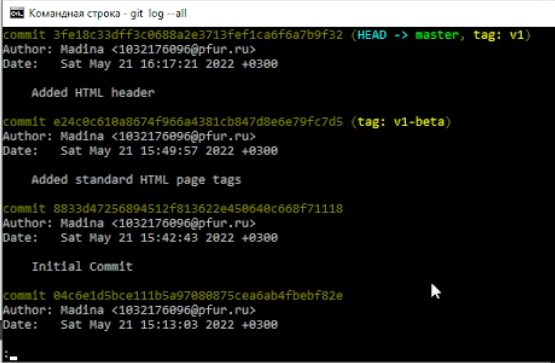 Командная строка - git log --all
commit 3fe18c33dff3c0688a2e3713fef1ca6f6a7b9f32 (HEAD -> master, tag: v1)
Author: Madina <1032176096@pfur.ru>
Date:   Sat May 21 16:17:21 2022 +0300
Added HTML header
commit e24c0c610a8674f966a4381cb847d8e6e79fc7d5 (tag: v1-beta)
Author: Madina <1032176096@pfur.ru>
Date:   Sat May 21 15:49:57 2022 +0300
Added standard HTML page tags
commit 8833d47256894512f813622e450640c668f71118
Author: Madina <1032176096@pfur.ru>
Date:   Sat May 21 15:42:43 2022 +0300
Initial Commit
commit 04c6e1d5bce111b5a97080875cea6ab4fbebf82e
Author: Madina <1032176096@pfur.ru>
Date:   Sat May 21 15:13:03 2022 +0300
: